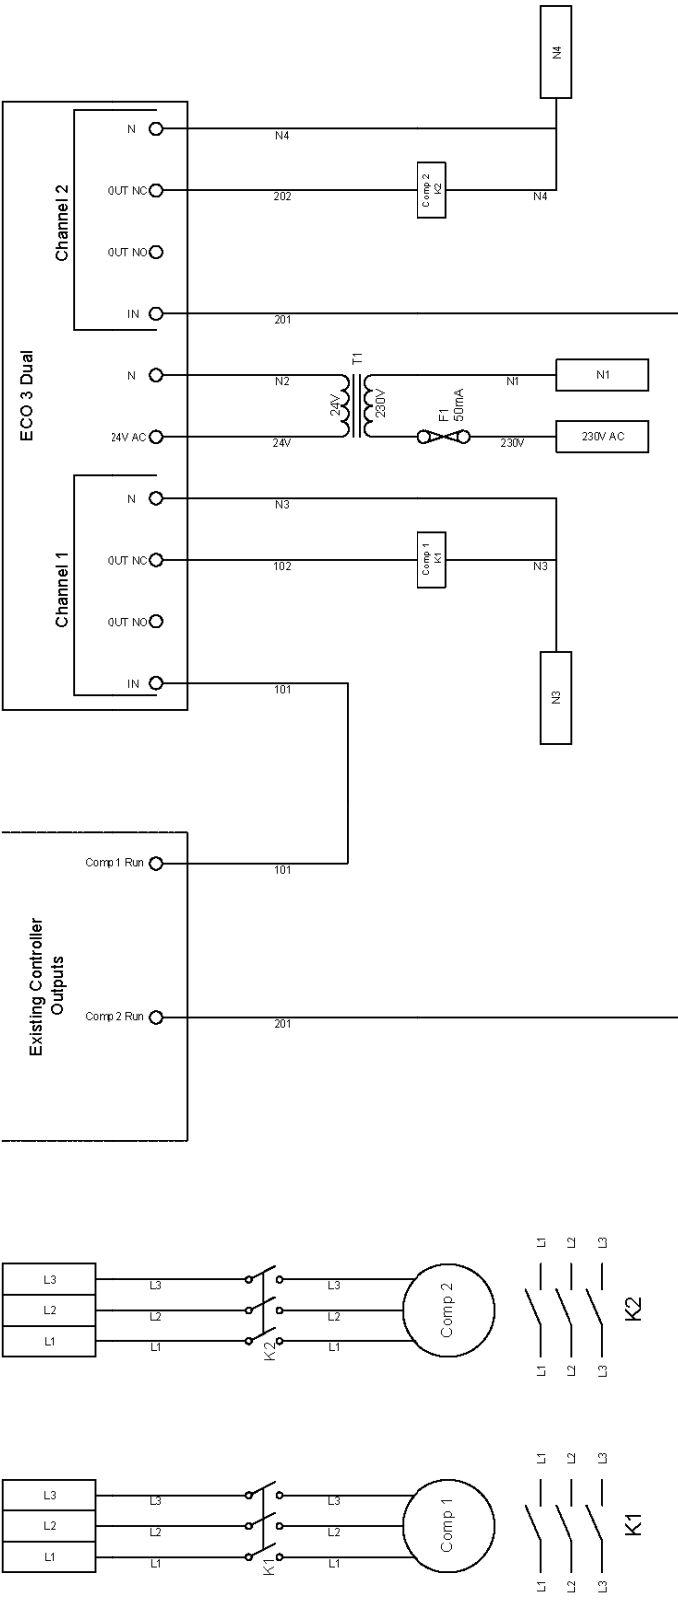 N4
N
N4
Channel 2
OUT NC
202
Comp 2
K2
N4
OUT NO
IN
201
ECO 3 Dual
N
N2
T1
24V
230V
N1
N1
F1
50mA
24V AC
24V
230V
230V AC
N
N3
Channel 1
OUT NC
102
Comp 1
K1
N3
OUT NO
IN
101
N3
Existing Controller
Outputs
Comp 1 Run
101
Comp 2 Run
201
L3
L3
L3
L2
L2
L2
L1
L1
K2
L1
Comp 2
L1
L2
L3
K2
L1
L2
L3
L3
L3
L3
L2
L2
L2
L1
L1
K1
L1
Comp 1
L1
L2
L3
K1
L1
L2
L3